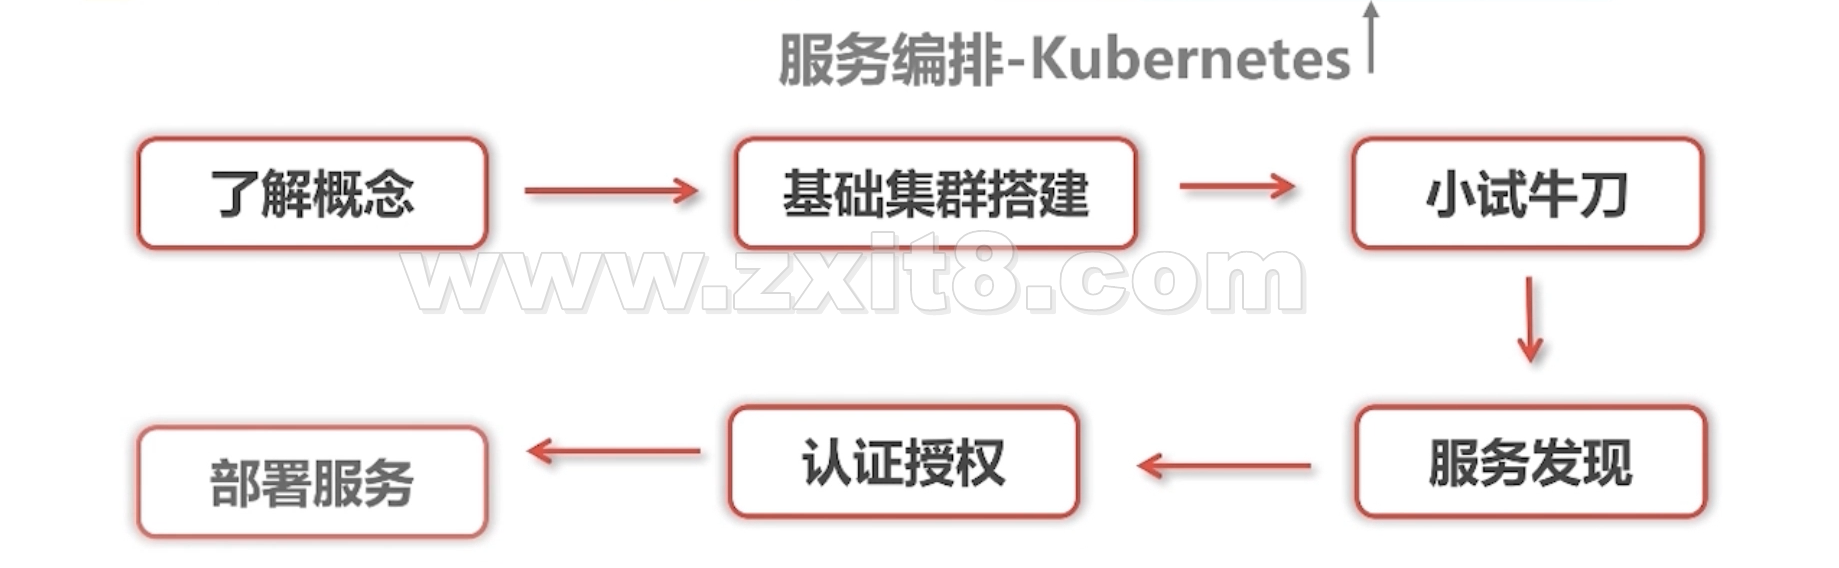 服务编排-Kubernetes
了解概念
基础集群搭建
小试牛刀
www.zxit8.com
服务发现
认证授权
部署服务